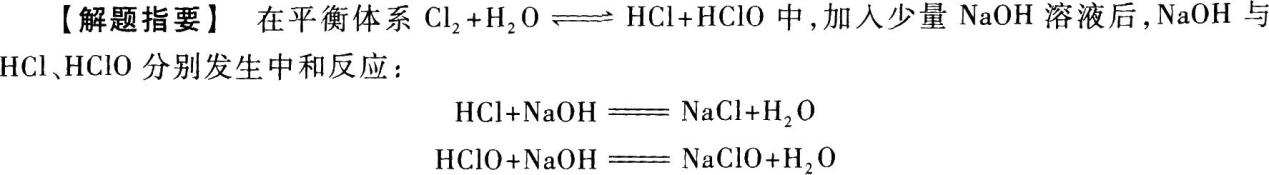 【解题指要】 在平衡体系 Cl₂+H₂O ⇌ HCl+HClO 中,加入少量 NaOH 溶液后,NaOH 与
HCl、HClO 分别发生中和反应:
HCl+NaOH ══ NaCl+H₂O
HClO+NaOH ══ NaClO+H₂O